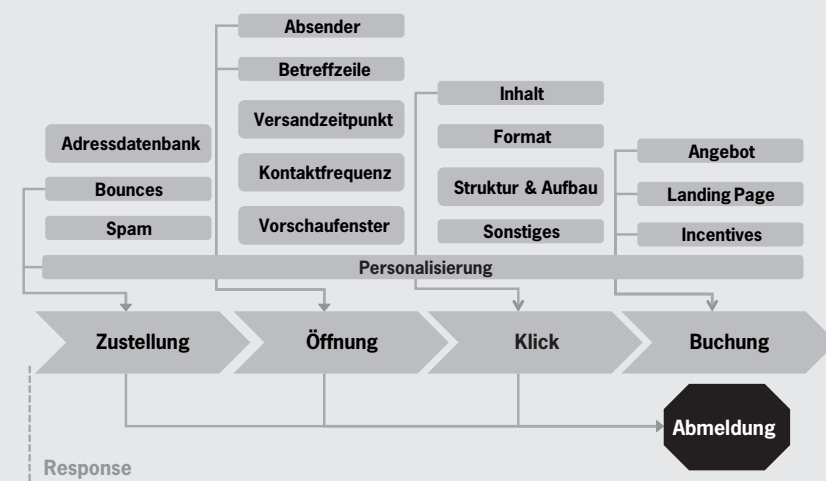 Absender
Betreffzeile
Versandzeitpunkt
Kontaktfrequenz
Vorschaufenster
Adressdatenbank
Bounces
Spam
Inhalt
Format
Struktur & Aufbau
Sonstiges
Angebot
Landing Page
Incentives
Personalisierung
Zustellung
Öffnung
Klick
Buchung
Abmeldung
Response